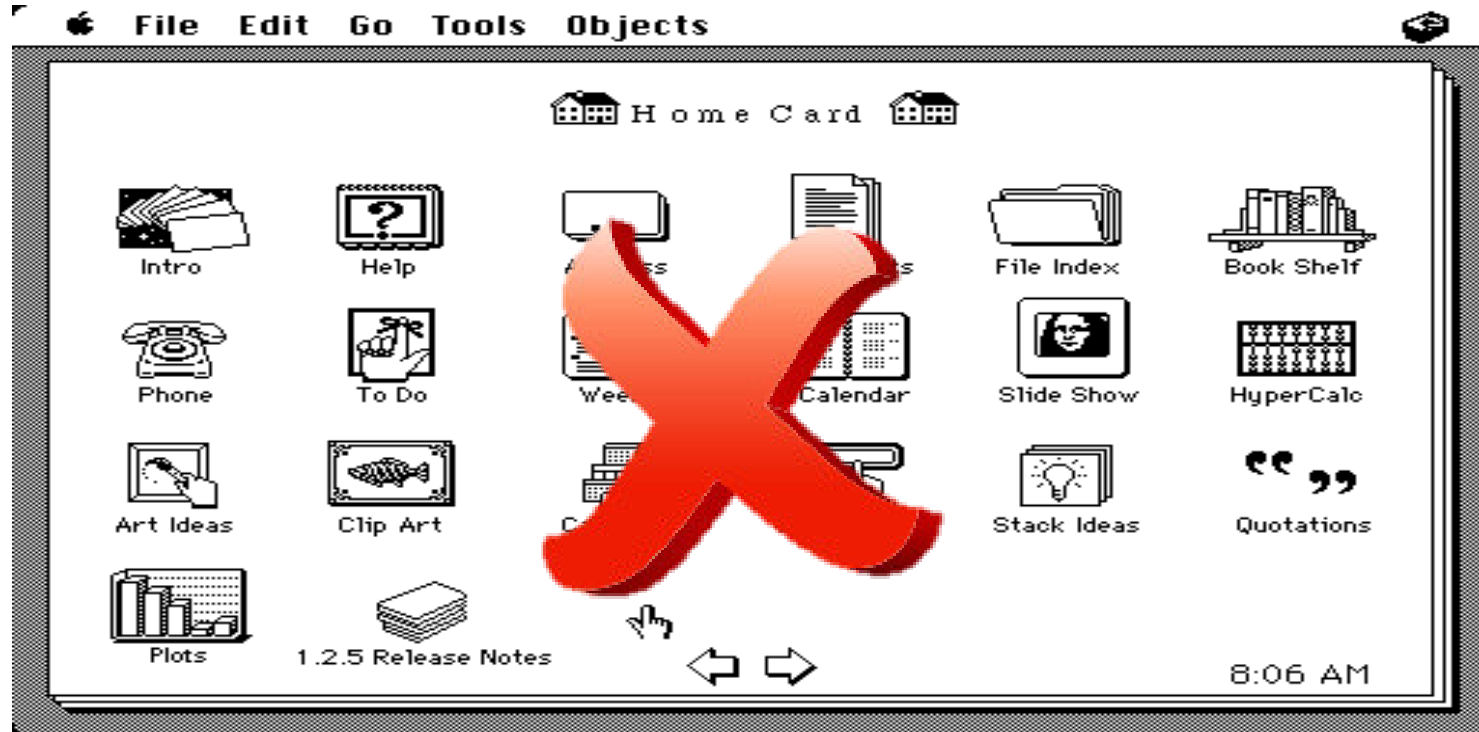 File Edit Go Tools Objects
Home Card
Intro Help File Index Book Shelf
Phone To Do Calendar Slide Show HyperCalc
Art Ideas Clip Art Stack Ideas Quotations
Plots 1.2.5 Release Notes
8:06 AM